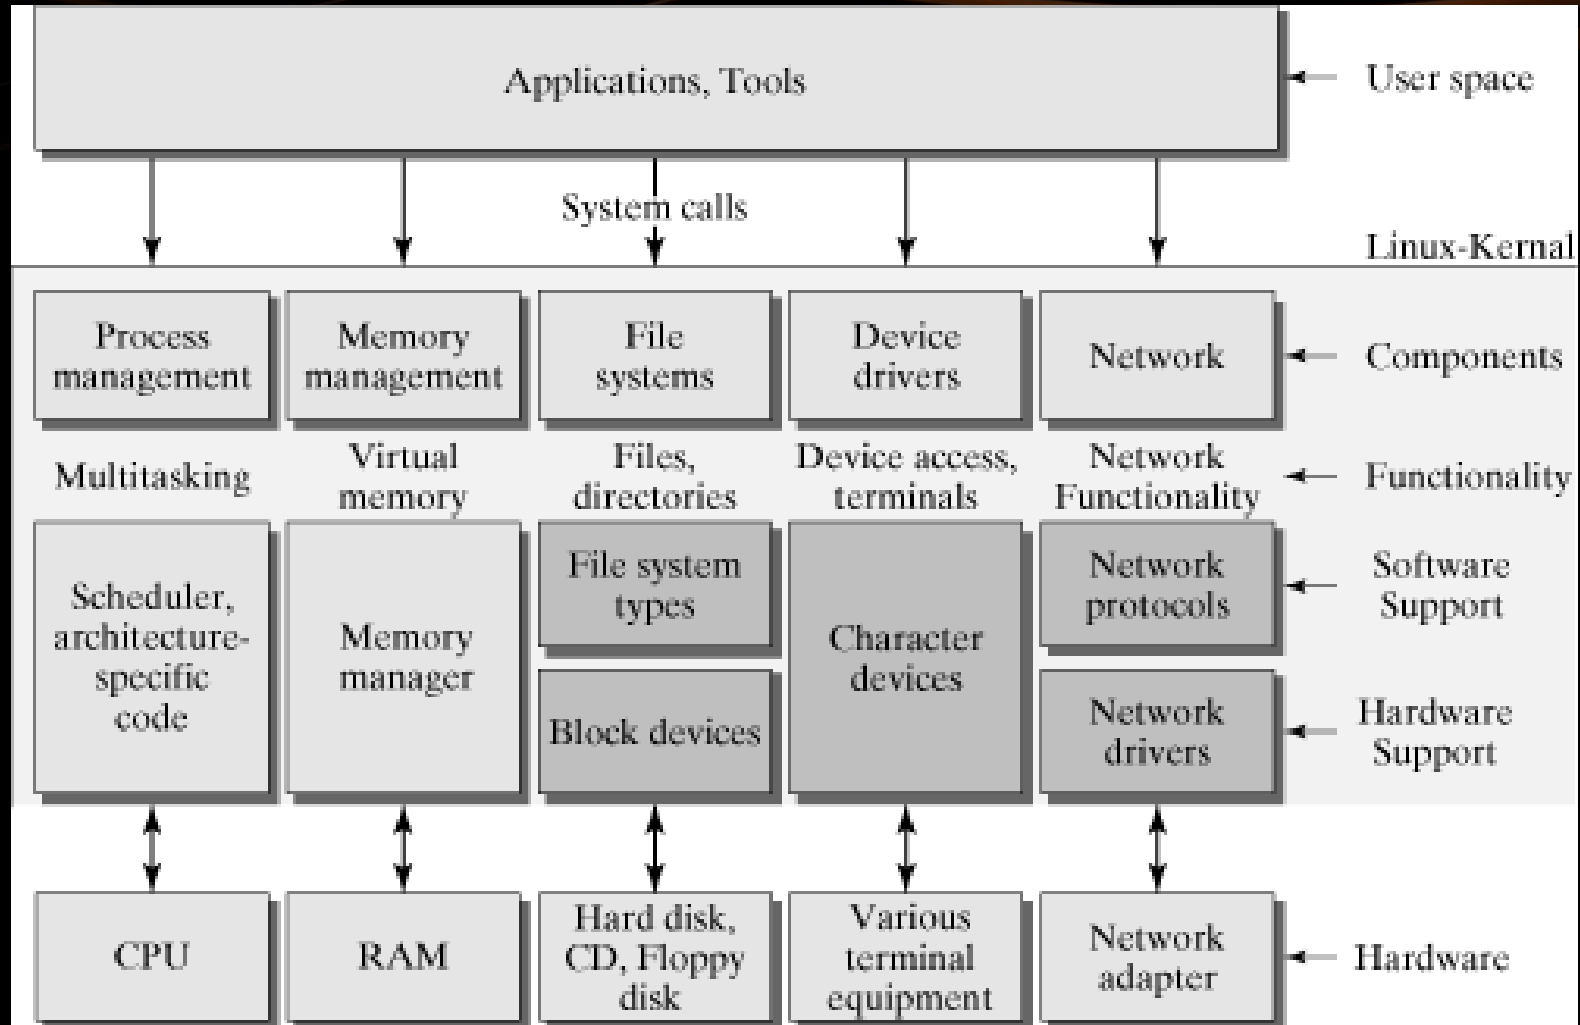 Applications, Tools
User space
System calls
Linux-Kernal
Process
management
Memory
management
File
systems
Device
drivers
Network
Components
Multitasking
Virtual
memory
Files,
directories
Device access,
terminals
Network
Functionality
Functionality
Scheduler,
architecture-
specific
code
Memory
manager
File system
types
Block devices
Character
devices
Network
protocols
Network
drivers
Software
Support
Hardware
Support
CPU
RAM
Hard disk,
CD, Floppy
disk
Various
terminal
equipment
Network
adapter
Hardware